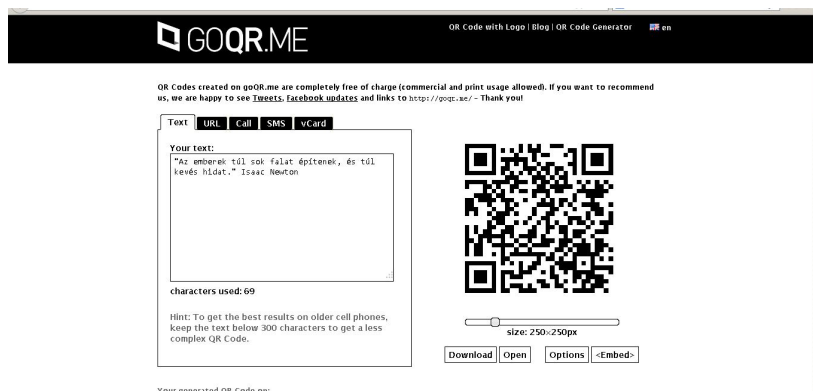 GOQR.ME
QR Code with Logo | Blog | QR Code Generator en
QR Codes created on goQR.me are completely free of charge (commercial and print usage allowed). If you want to recommend
us, we are happy to see Tweets, Facebook updates and links to http://goqr.me/ - Thank you!
Text URL Call SMS vCard
Your text:
"Az emberek túl sok falat építenek, és túl
kevés hidat." Isaac Newton
characters used: 69
Hint: To get the best results on older cell phones,
keep the text below 300 characters to get a less
complex QR Code.
size: 250×250px
Download Open Options <Embed>
Your generated QR Code on: